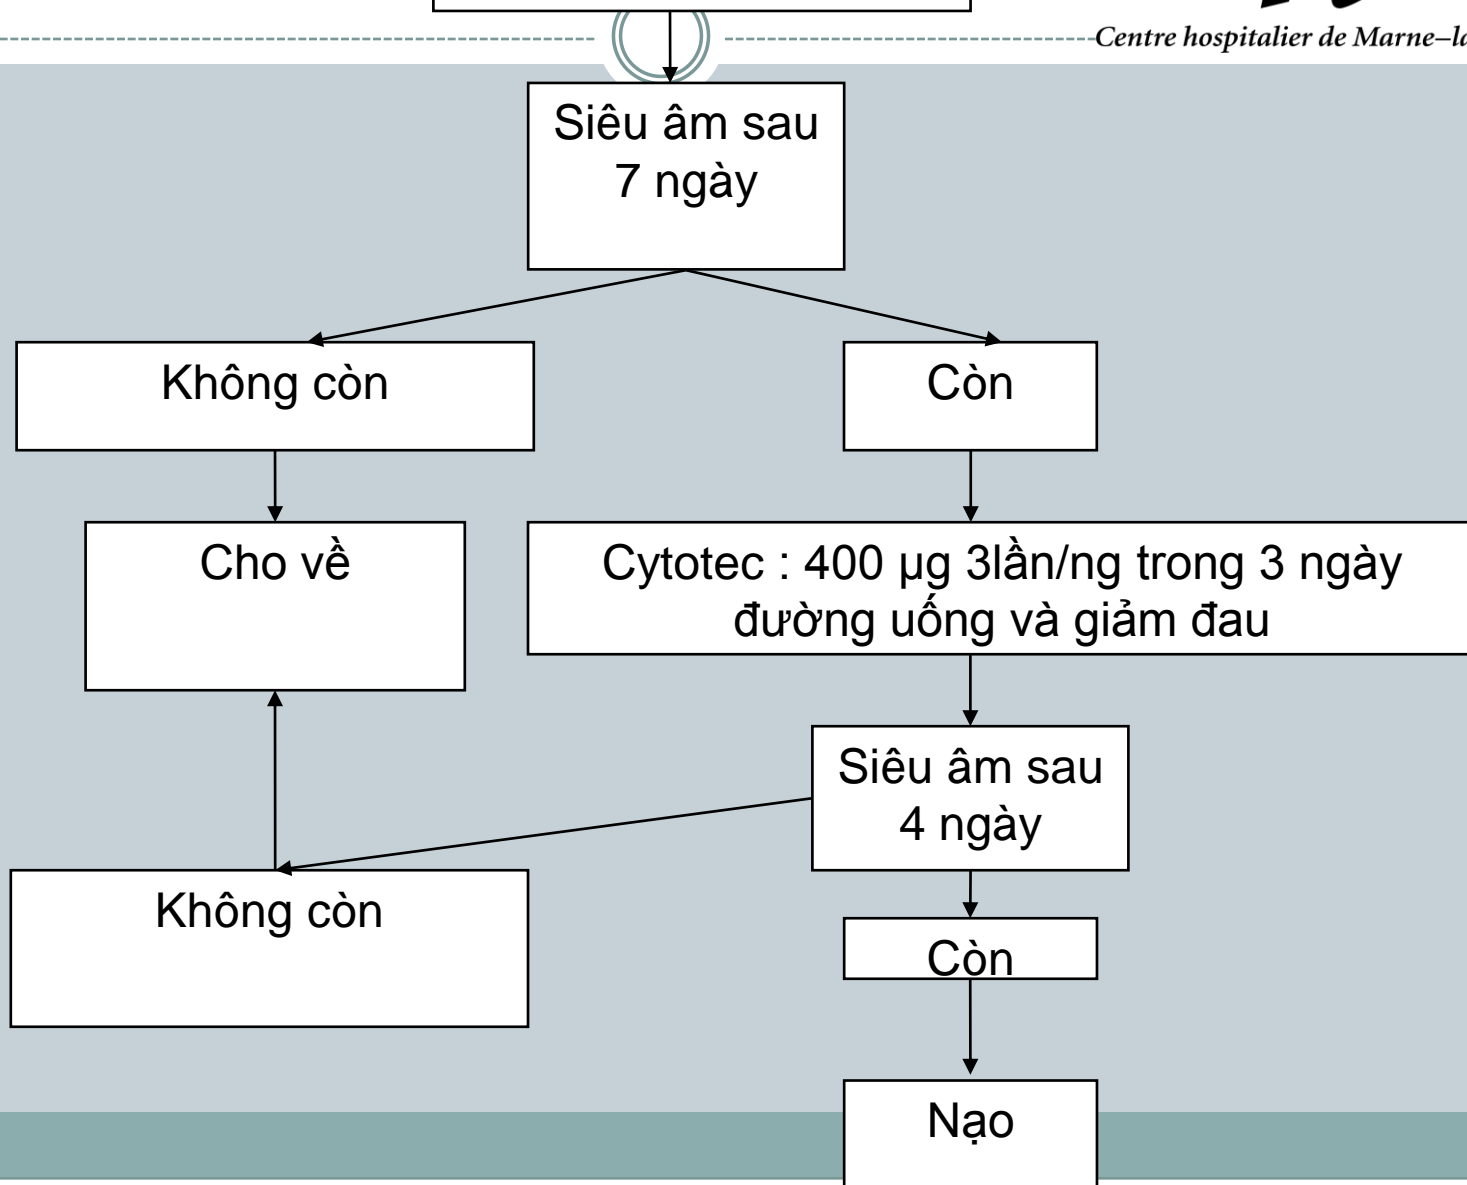 Centre hospitalier de Marne–la
Siêu âm sau
7 ngày
Không còn
Còn
Cho về
Cytotec : 400 µg 3lần/ng trong 3 ngày
đường uống và giảm đau
Siêu âm sau
4 ngày
Không còn
Còn
Nạo